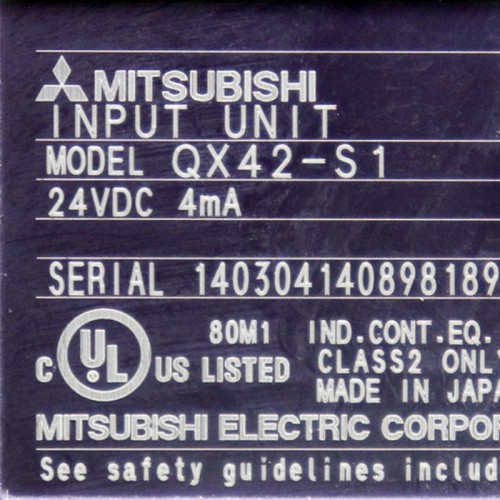 MITSUBISHI
INPUT UNIT
MODEL QX42-S1
24VDC 4mA
SERIAL 140304140898189
80M1 IND.CONT.EQ.
C UL US LISTED CLASS2 ONLY
MADE IN JAPA
MITSUBISHI ELECTRIC CORPOR
See safety guidelines includ